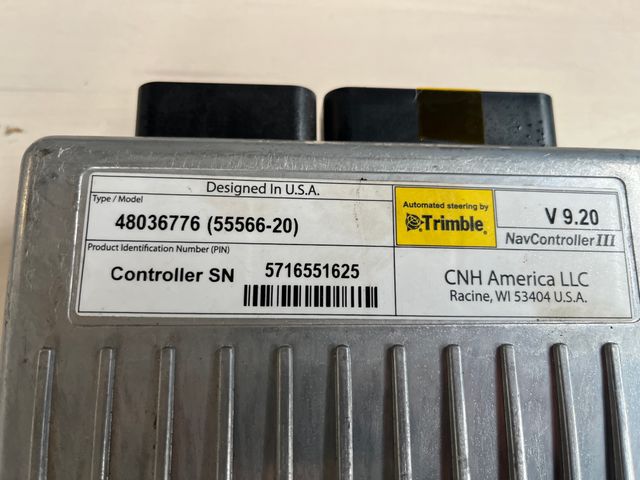 Designed In U.S.A.
Type / Model
48036776 (55566-20)
Product Identification Number (PIN)
Controller SN 5716551625
Automated steering by
Trimble.
V 9.20
NavController III
CNH America LLC
Racine, WI 53404 U.S.A.